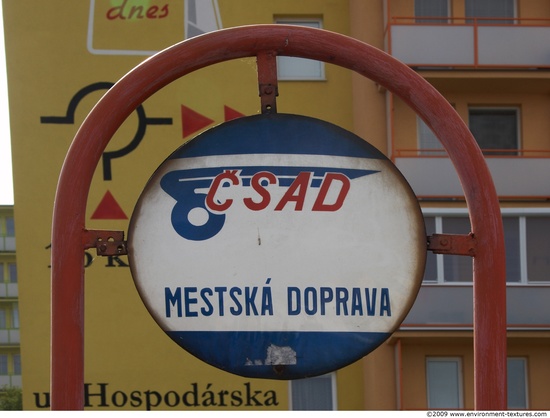 dnes
ČSAD
MESTSKÁ DOPRAVA
Hospodárska
©2009 www.environment-textures.com